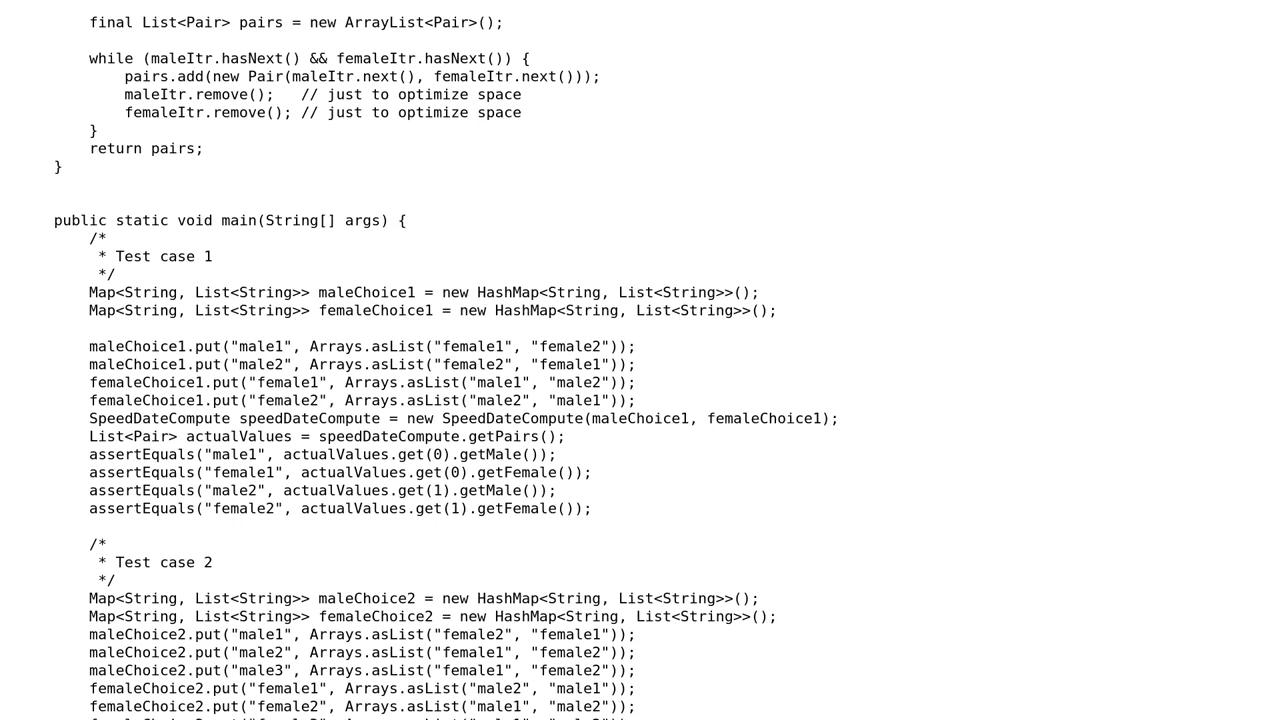 final List<Pair> pairs = new ArrayList<Pair>();
while (maleItr.hasNext() && femaleItr.hasNext()) {
pairs.add(new Pair(maleItr.next(), femaleItr.next()));
maleItr.remove();   // just to optimize space
femaleItr.remove(); // just to optimize space
}
return pairs;
}
public static void main(String[] args) {
/*
* Test case 1
*/
Map<String, List<String>> maleChoice1 = new HashMap<String, List<String>>();
Map<String, List<String>> femaleChoice1 = new HashMap<String, List<String>>();
maleChoice1.put("male1", Arrays.asList("female1", "female2"));
maleChoice1.put("male2", Arrays.asList("female2", "female1"));
femaleChoice1.put("female1", Arrays.asList("male1", "male2"));
femaleChoice1.put("female2", Arrays.asList("male2", "male1"));
SpeedDateCompute speedDateCompute = new SpeedDateCompute(maleChoice1, femaleChoice1);
List<Pair> actualValues = speedDateCompute.getPairs();
assertEquals("male1", actualValues.get(0).getMale());
assertEquals("female1", actualValues.get(0).getFemale());
assertEquals("male2", actualValues.get(1).getMale());
assertEquals("female2", actualValues.get(1).getFemale());
/*
* Test case 2
*/
Map<String, List<String>> maleChoice2 = new HashMap<String, List<String>>();
Map<String, List<String>> femaleChoice2 = new HashMap<String, List<String>>();
maleChoice2.put("male1", Arrays.asList("female2", "female1"));
maleChoice2.put("male2", Arrays.asList("female1", "female2"));
maleChoice2.put("male3", Arrays.asList("female1", "female2"));
femaleChoice2.put("female1", Arrays.asList("male2", "male1"));
femaleChoice2.put("female2", Arrays.asList("male1", "male2"));